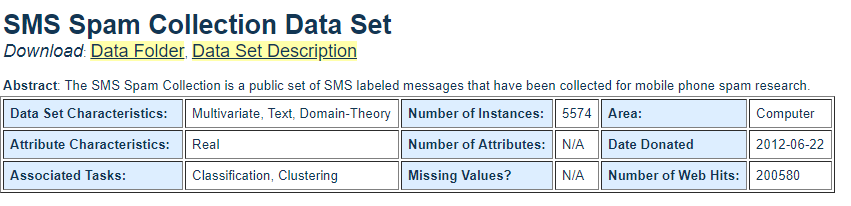 SMS Spam Collection Data Set
Download: Data Folder, Data Set Description
Abstract: The SMS Spam Collection is a public set of SMS labeled messages that have been collected for mobile phone spam research.
Data Set Characteristics: Multivariate, Text, Domain-Theory Number of Instances: 5574 Area: Computer
Attribute Characteristics: Real Number of Attributes: N/A Date Donated 2012-06-22
Associated Tasks: Classification, Clustering Missing Values? N/A Number of Web Hits: 200580